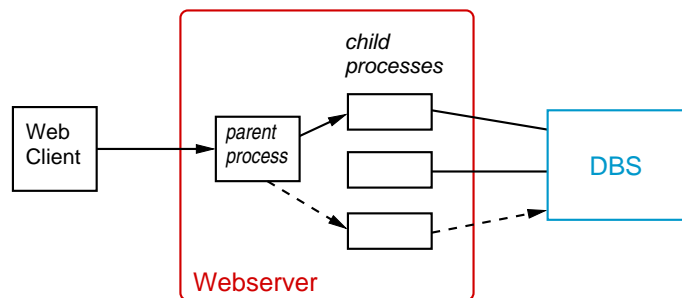 child
processes
Web
Client
parent
process
DBS
Webserver